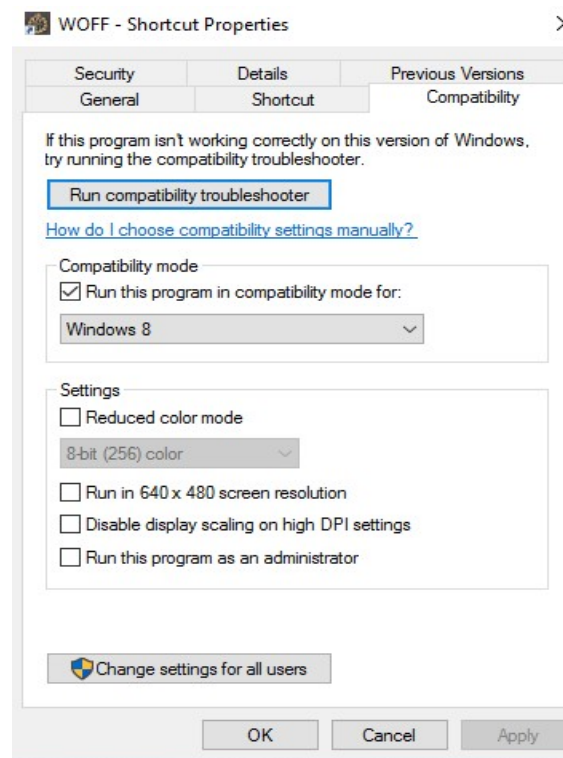 WOFF - Shortcut Properties
Security Details Previous Versions
General Shortcut Compatibility
If this program isn't working correctly on this version of Windows,
try running the compatibility troubleshooter.
Run compatibility troubleshooter
How do I choose compatibility settings manually?
Compatibility mode
Run this program in compatibility mode for:
Windows 8
Settings
Reduced color mode
8-bit (256) color
Run in 640 x 480 screen resolution
Disable display scaling on high DPI settings
Run this program as an administrator
Change settings for all users
OK Cancel Apply